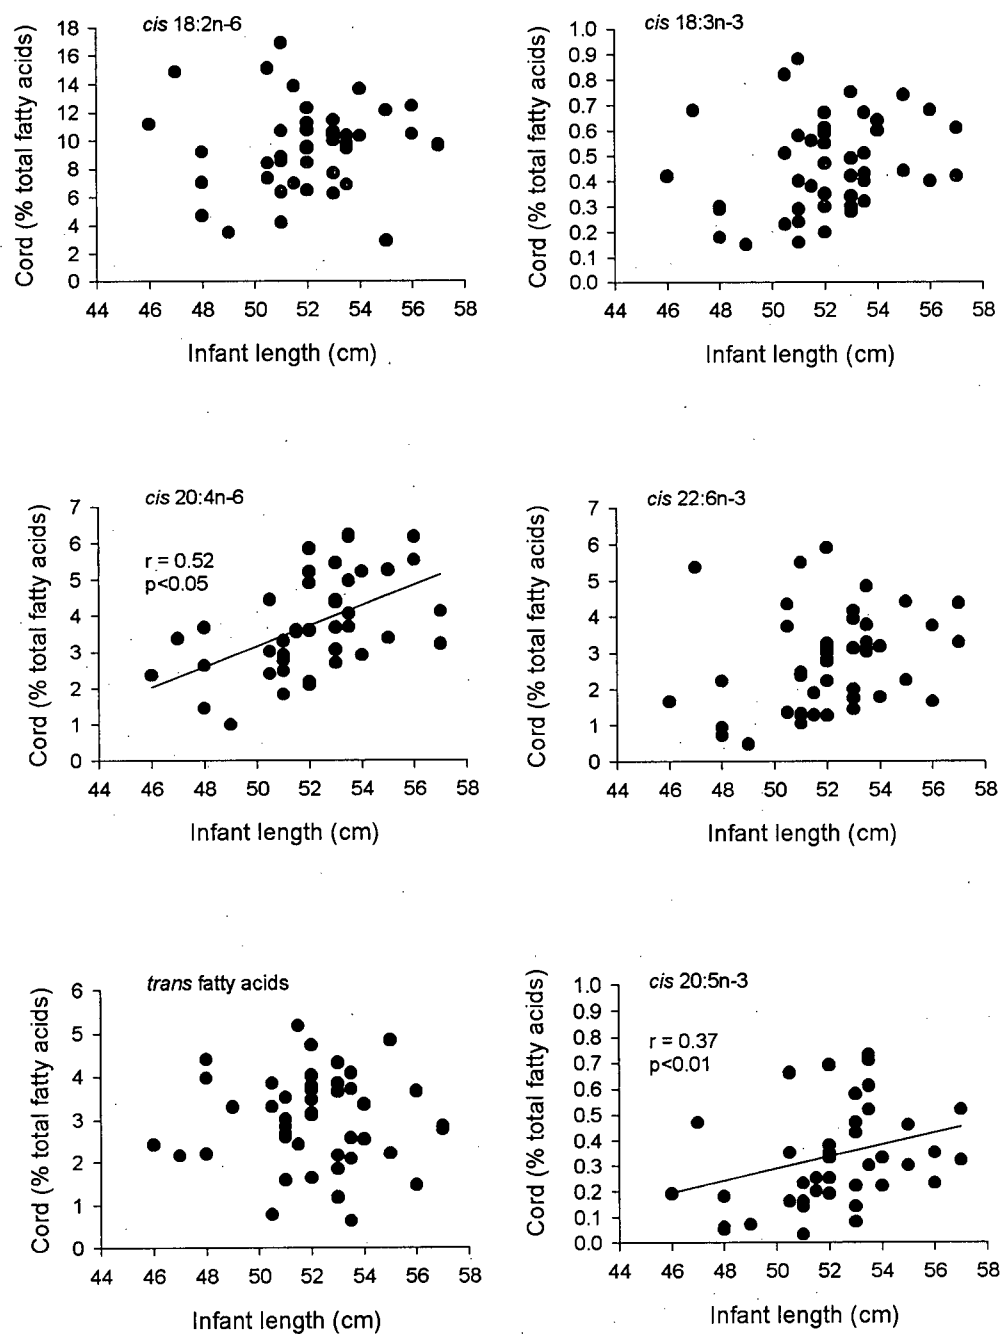 cis 18:2n-6
Cord (% total fatty acids)
18
16
14
12
10
8
6
4
2
0
44 46 48 50 52 54 56 58
Infant length (cm)
cis 18:3n-3
Cord (% total fatty acids)
1.0
0.9
0.8
0.7
0.6
0.5
0.4
0.3
0.2
0.1
0.0
44 46 48 50 52 54 56 58
Infant length (cm)
cis 20:4n-6
r = 0.52
p<0.05
Cord (% total fatty acids)
7
6
5
4
3
2
1
0
44 46 48 50 52 54 56 58
Infant length (cm)
cis 22:6n-3
Cord (% total fatty acids)
7
6
5
4
3
2
1
0
44 46 48 50 52 54 56 58
Infant length (cm)
trans fatty acids
Cord (% total fatty acids)
6
5
4
3
2
1
0
44 46 48 50 52 54 56 58
Infant length (cm)
cis 20:5n-3
r = 0.37
p<0.01
Cord (% total fatty acids)
1.0
0.9
0.8
0.7
0.6
0.5
0.4
0.3
0.2
0.1
0.0
44 46 48 50 52 54 56 58
Infant length (cm)